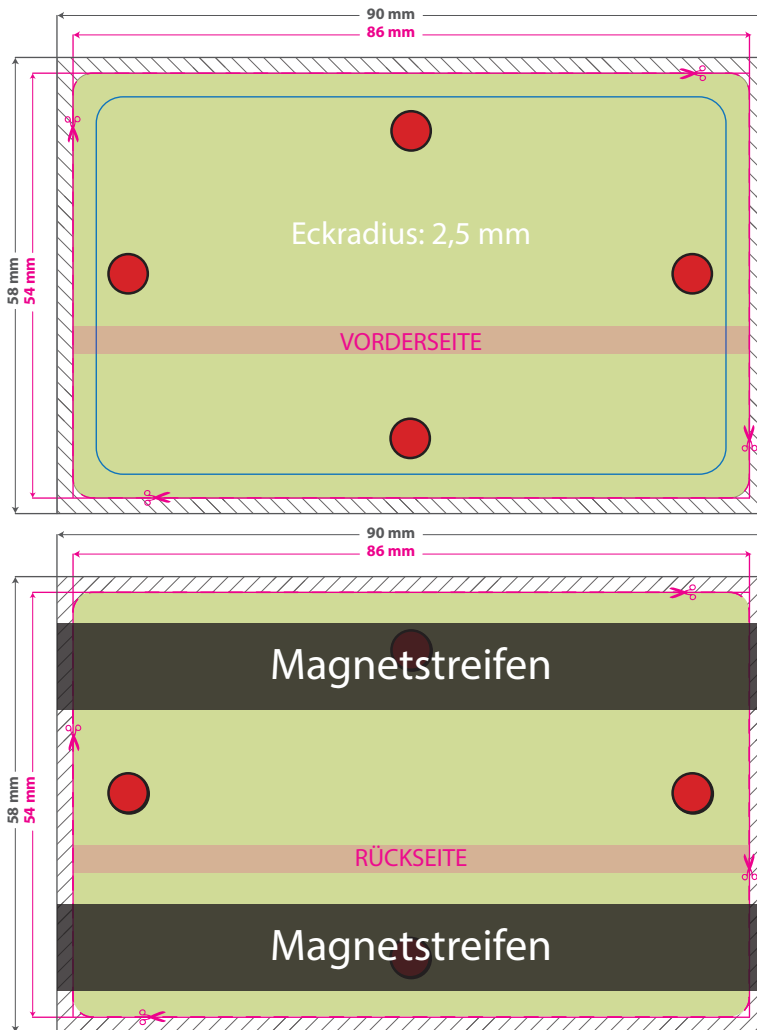 90 mm
86 mm
58 mm
54 mm
Eckradius: 2,5 mm
VORDERSEITE
90 mm
86 mm
58 mm
54 mm
Magnetstreifen
RÜCKSEITE
Magnetstreifen